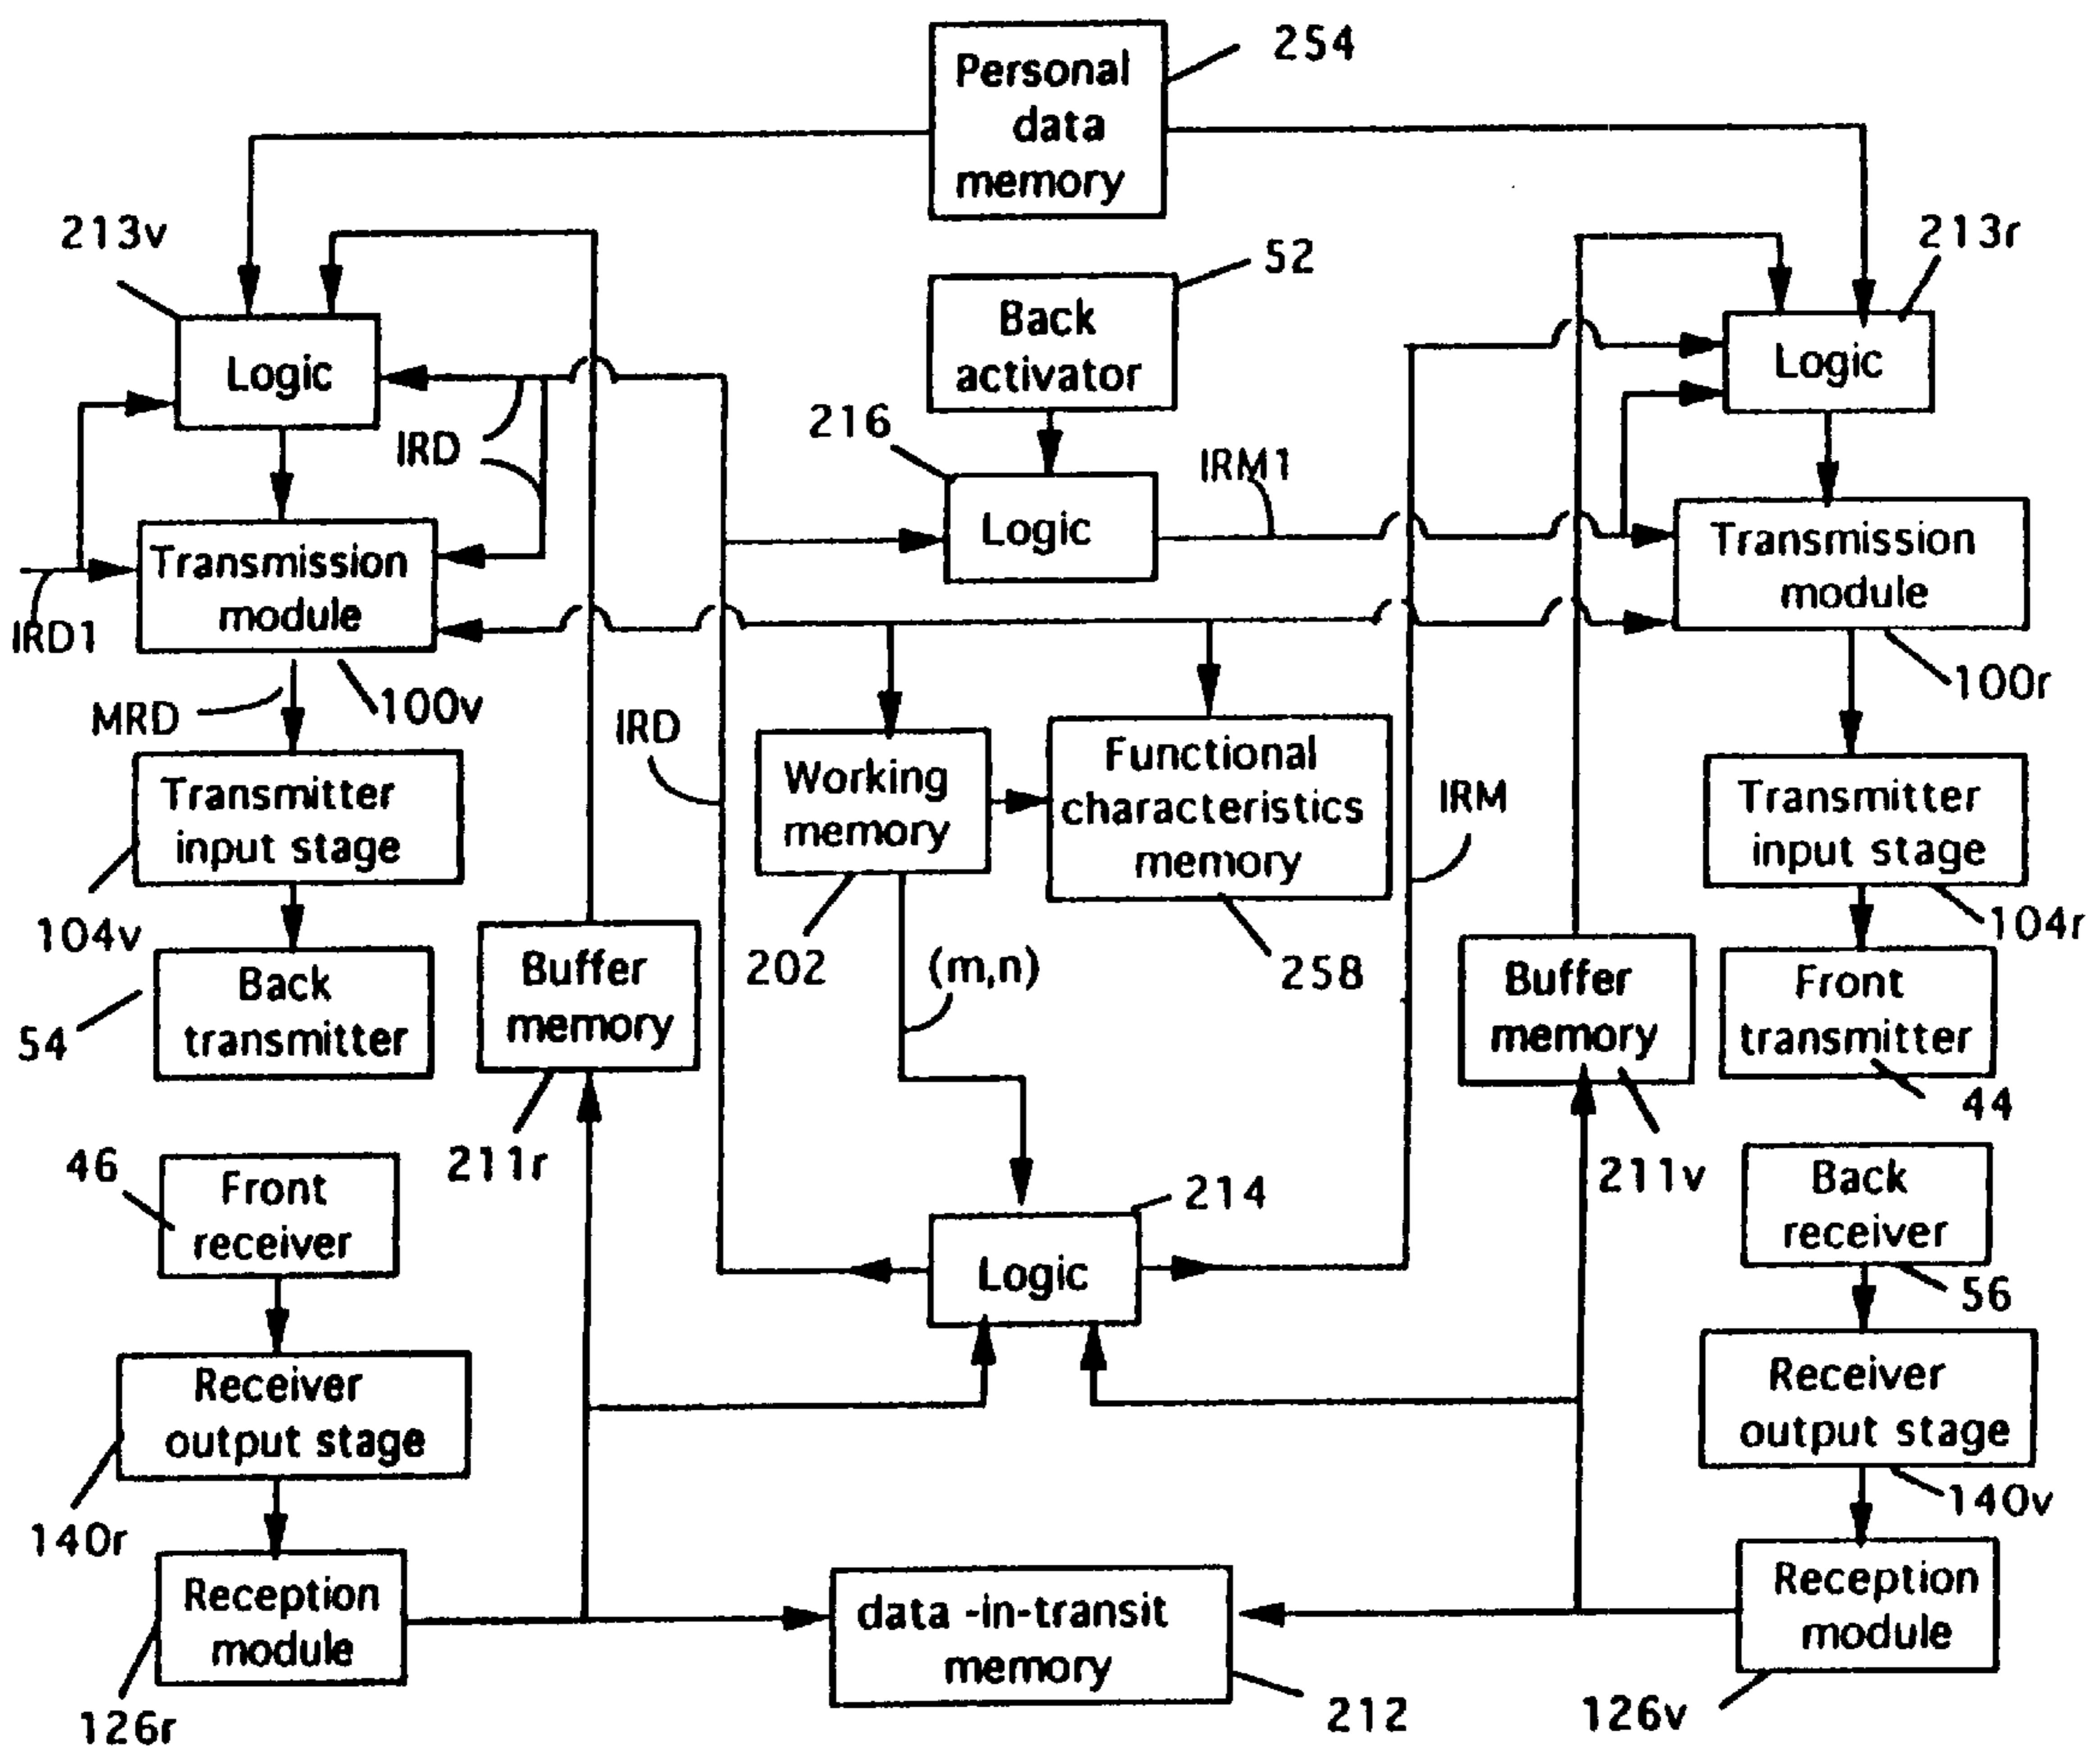 254
Personal
data
memory
213v
52
213r
Back
activator
Logic
Logic
216
IRD
IRM1
Logic
Transmission
module
Transmission
module
IRD1
100r
100v
MRD
IRD
Functional
characteristics
memory
Working
memory
IRM
Transmitter
input stage
Transmitter
input stage
104v
104r
202
(m,n)
258
Buffer
memory
Buffer
memory
Back
transmitter
Front
transmitter
54
44
46
211r
211v
Front
receiver
214
Back
receiver
Logic
56
Receiver
output stage
Receiver
output stage
140r
140v
Reception
module
data -in-transit
memory
Reception
module
126r
212
126v